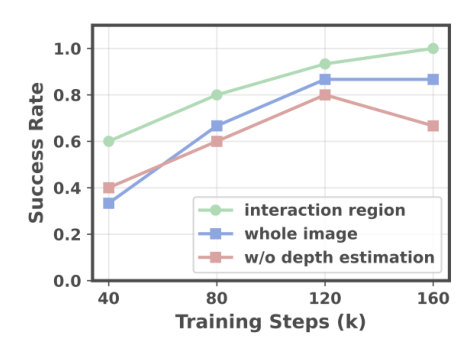 1.0
0.8
0.6
0.4
0.2
0.0
Success Rate
interaction region
whole image
w/o depth estimation
40 80 120 160
Training Steps (k)